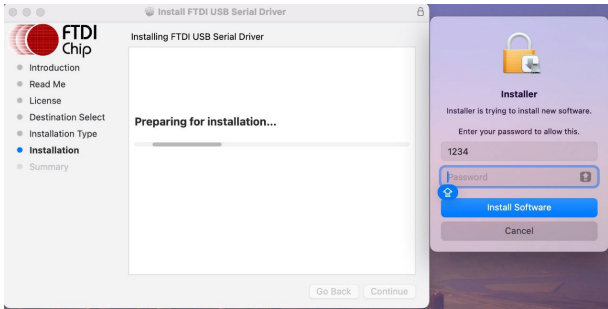 Install FTDI USB Serial Driver
FTDI
Chip
Installing FTDI USB Serial Driver
Introduction
Read Me
License
Destination Select
Installation Type
Installation
Summary
Preparing for installation...
Go Back
Continue
Installer
Installer is trying to install new software.
Enter your password to allow this.
1234
Password
Install Software
Cancel